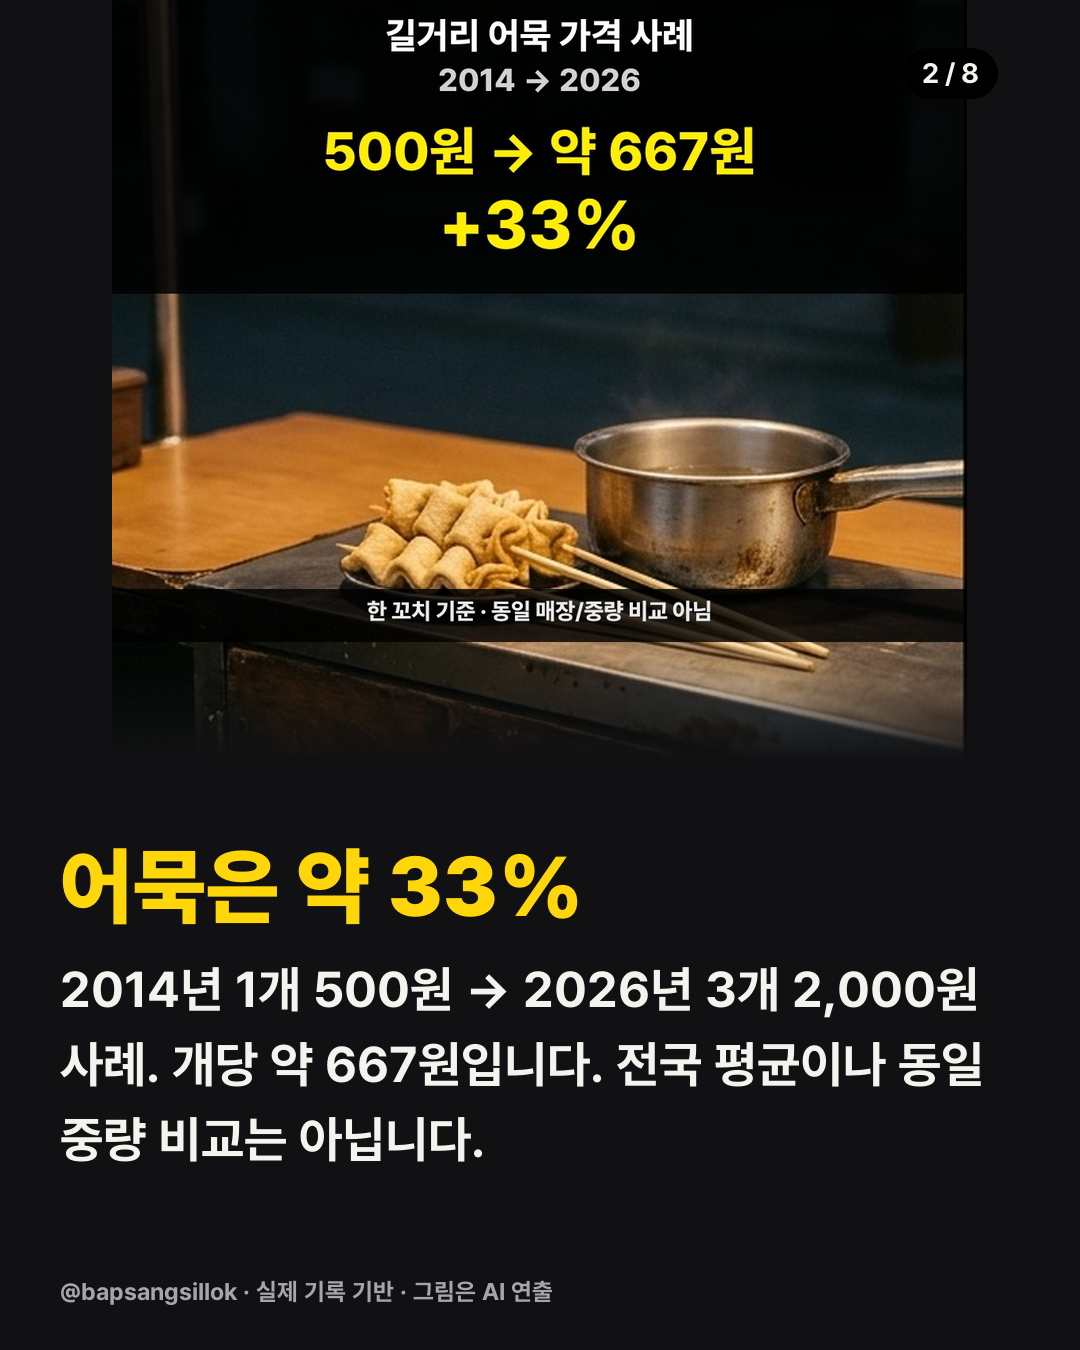 길거리 어묵 가격 사례
2014 → 2026
2 / 8
500원 → 약 667원
+33%
한 꼬치 기준 · 동일 매장/중량 비교 아님
어묵은 약 33%
2014년 1개 500원 → 2026년 3개 2,000원
사례. 개당 약 667원입니다. 전국 평균이나 동일
중량 비교는 아닙니다.
@bapsangsillok · 실제 기록 기반 · 그림은 AI 연출